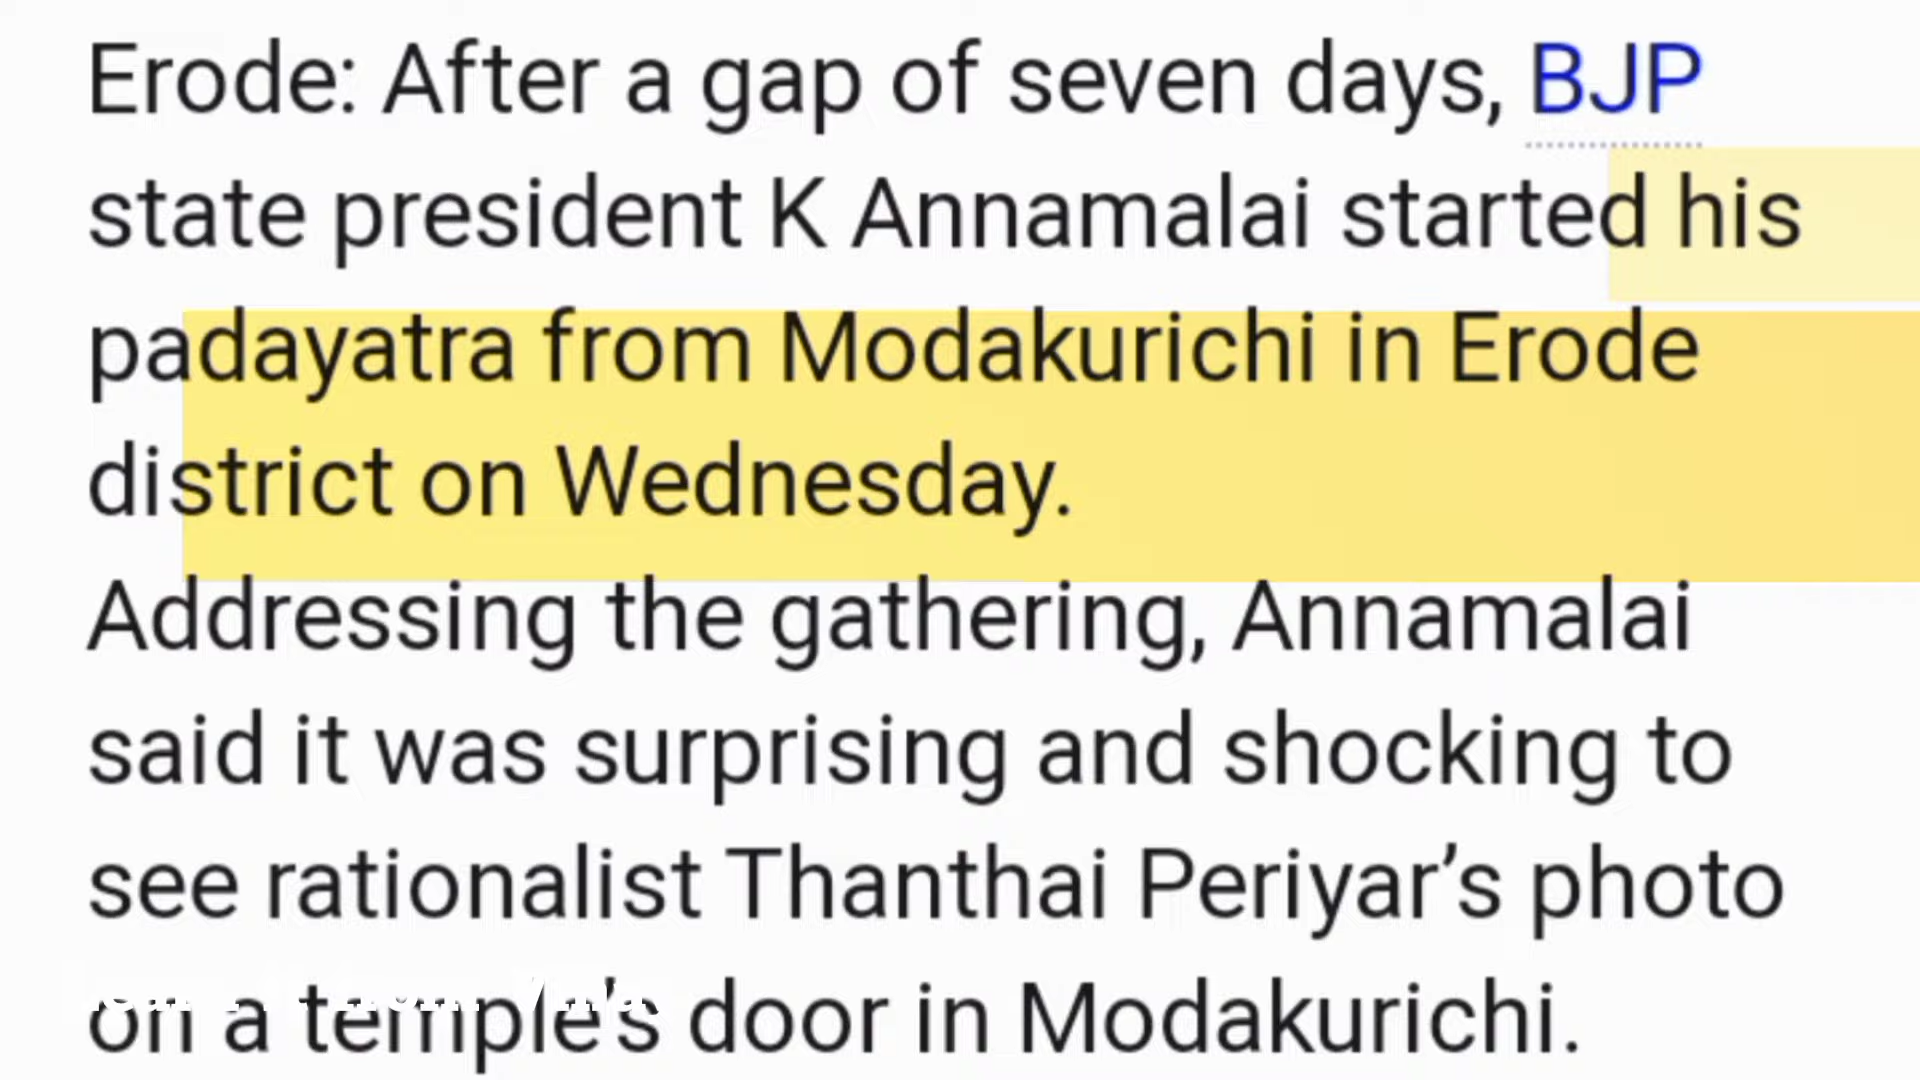 Erode: After a gap of seven days, BJP
state president K Annamalai started his
padayatra from Modakurichi in Erode
district on Wednesday.
Addressing the gathering, Annamalai
said it was surprising and shocking to
see rationalist Thanthai Periyar’s photo
on a temple's door in Modakurichi.